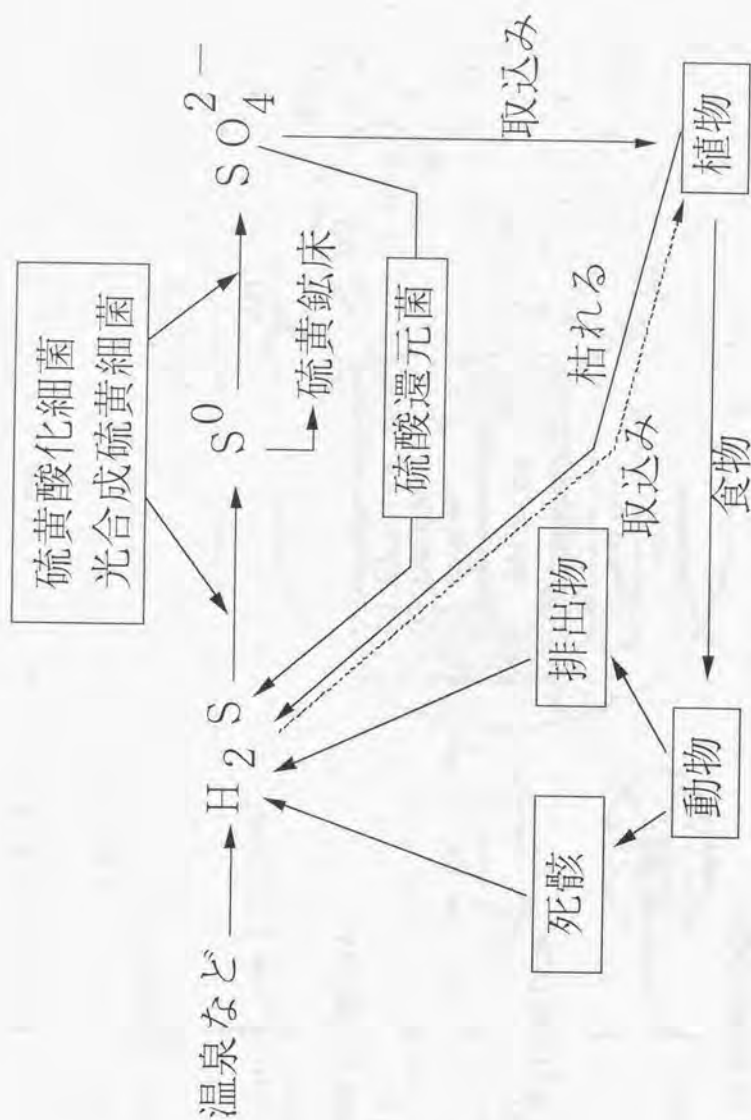 硫黄酸化細菌
光合成硫黄細菌
温泉など
H2S
S0
SO42−
硫黄鉱床
取込み
硫酸還元菌
枯れる
取込み
死骸
排出物
動物
食物
植物